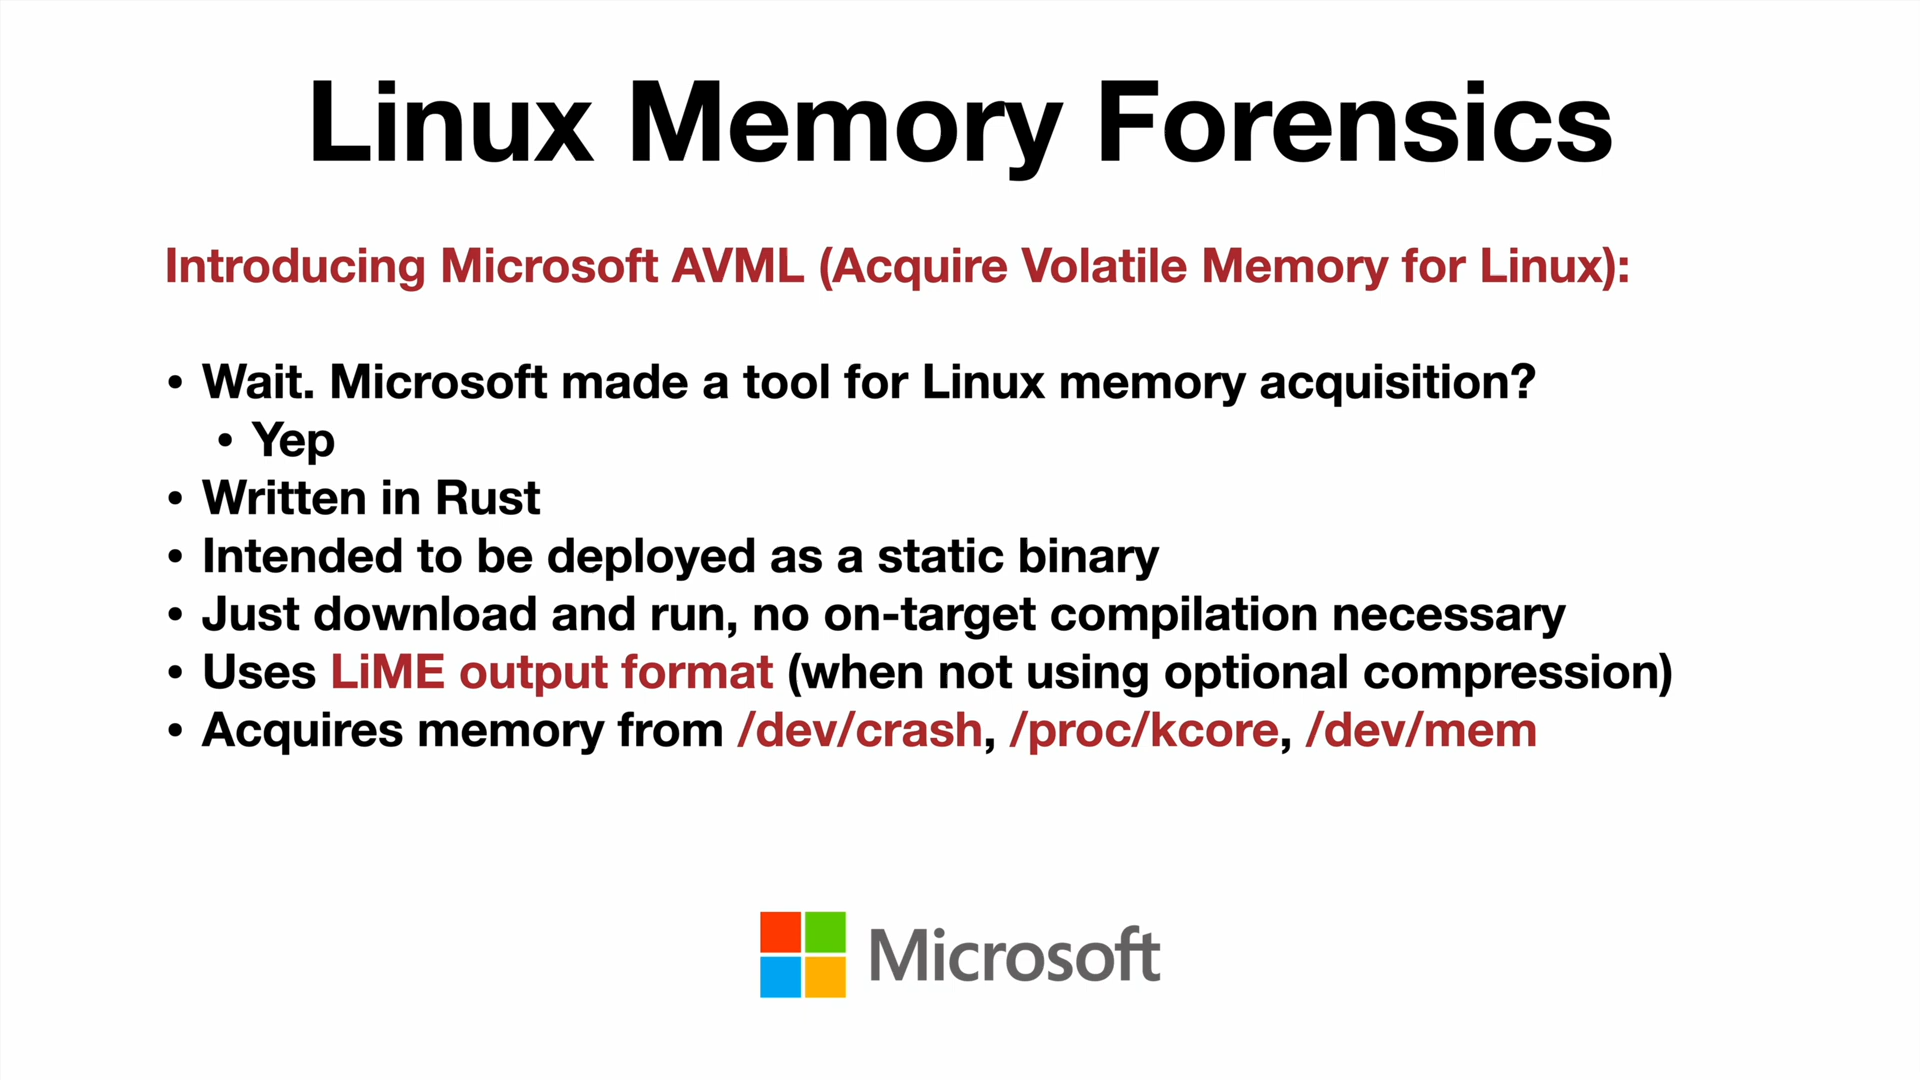 Linux Memory Forensics
Introducing Microsoft AVML (Acquire Volatile Memory for Linux):
• Wait. Microsoft made a tool for Linux memory acquisition?
• Yep
• Written in Rust
• Intended to be deployed as a static binary
• Just download and run, no on-target compilation necessary
• Uses LiME output format (when not using optional compression)
• Acquires memory from /dev/crash, /proc/kcore, /dev/mem
Microsoft